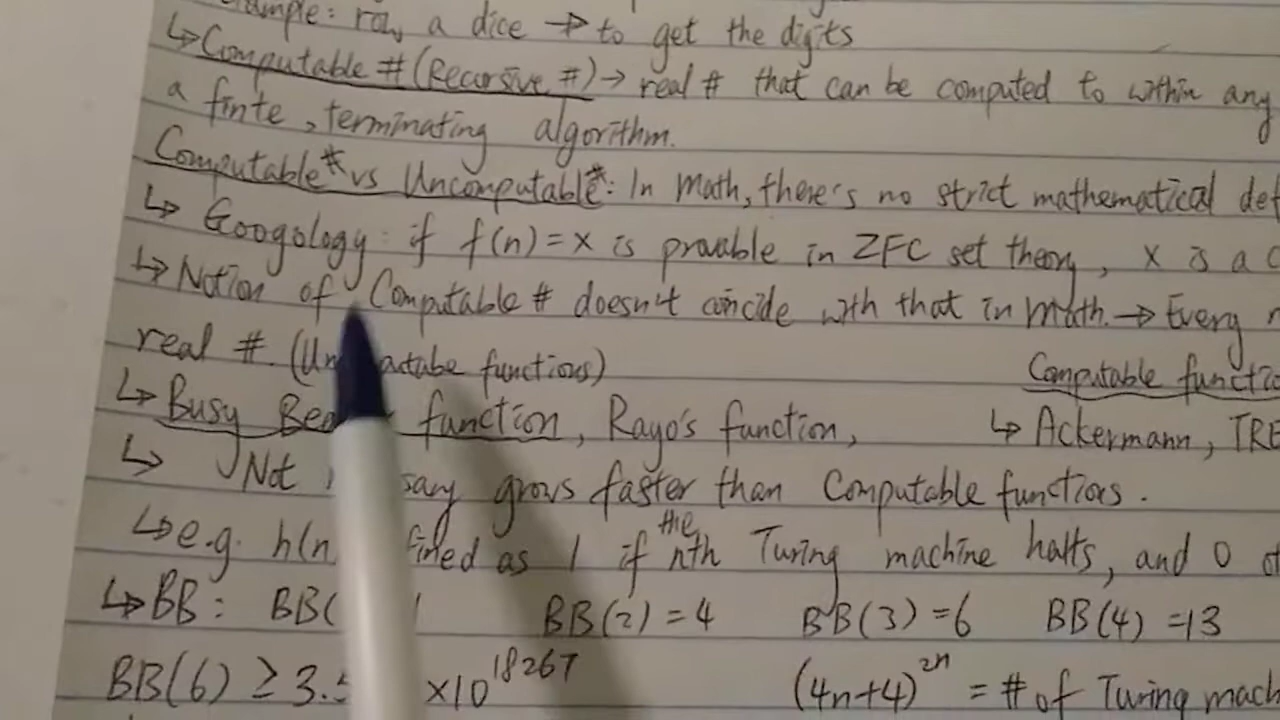 Example: row a dice → to get the digits
↳ Computable # (Recursive #) → real # that can be computed to within any
a finte, terminating algorithm.
Computable # vs Uncomputable #: In math, there's no strict mathematical def
↳ Googology: if f(n) = x is provable in ZFC set theory, x is a c
↳ Notion of Computable # doesn't coincide with that in math. → Every
real #. (Un functions)
Computable functio
↳ Busy Bea function, Rayo's function,
↳ Ackermann, TRE
↳ Not grows faster than Computable functions.
↳ e.g. h(n fined as 1 if the nth Turing machine halts, and 0 ot
↳ BB: BB( 1 BB(2) = 4 BB(3) = 6 BB(4) = 13
BB(6) ≥ 3.5 ×10^18267 (4n+4)^2n = # of Turing mach